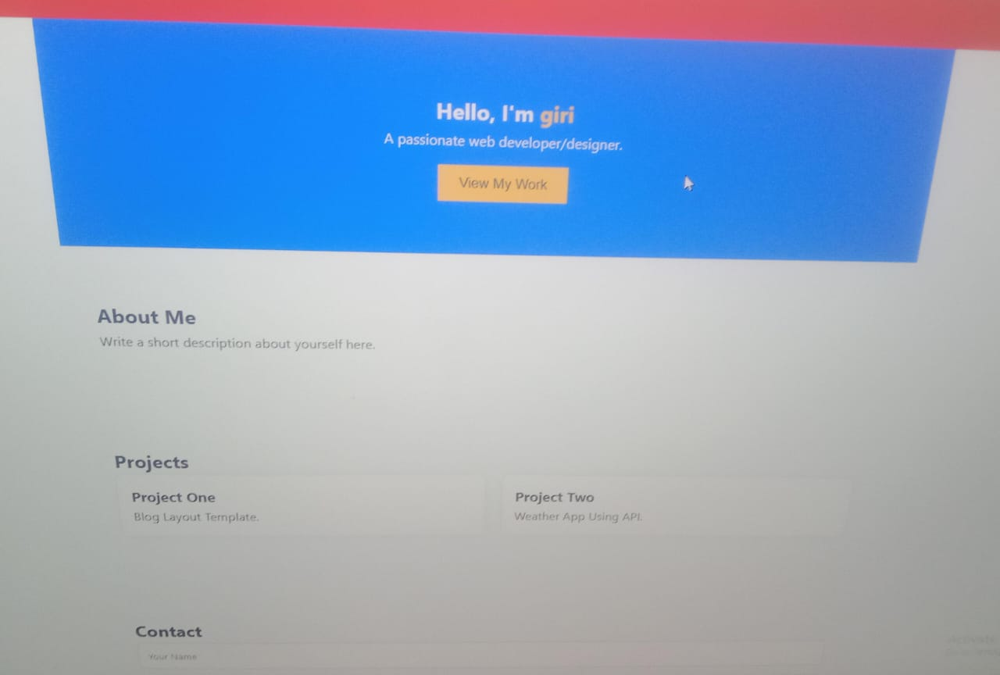 Hello, I'm giri
A passionate web developer/designer.
View My Work
About Me
Write a short description about yourself here.
Projects
Project One
Blog Layout Template.
Project Two
Weather App Using API.
Contact
Your Name
Activate